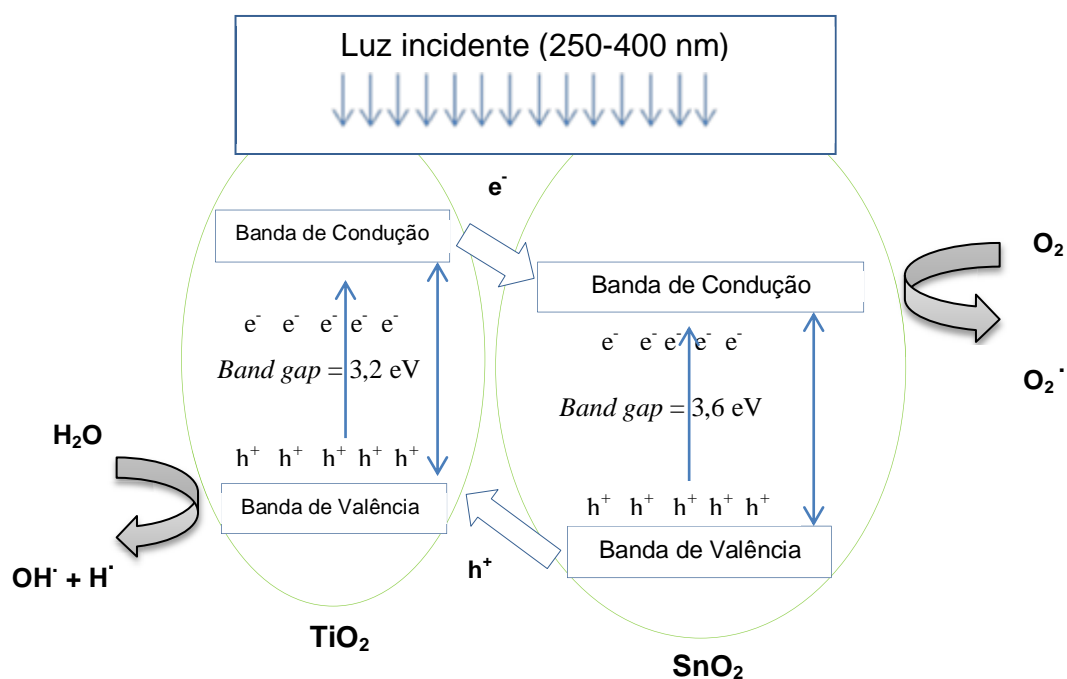 Luz incidente (250-400 nm)
e⁻
Banda de Condução
O₂
Banda de Condução
e⁻ e⁻ e⁻ e⁻ e⁻
e⁻ e⁻ e⁻ e⁻ e⁻
Band gap = 3,2 eV
O₂˙
Band gap = 3,6 eV
H₂O
h⁺ h⁺ h⁺ h⁺ h⁺
Banda de Valência
h⁺ h⁺ h⁺ h⁺ h⁺
Banda de Valência
h⁺
OH˙ + H˙
TiO₂
SnO₂